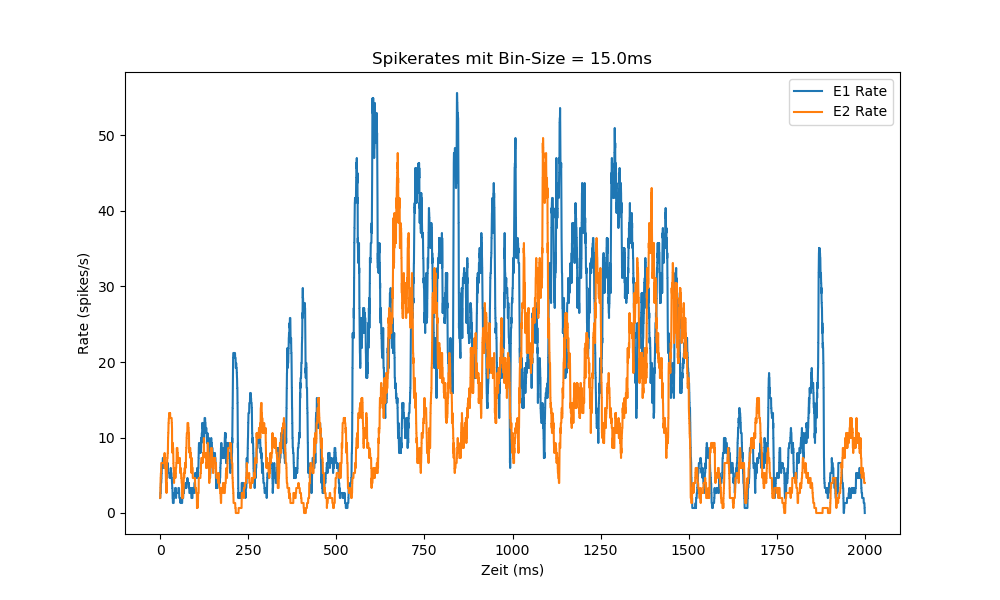 Spikerates mit Bin-Size = 15.0ms
E1 Rate
E2 Rate
Rate (spikes/s)
50
40
30
20
10
0
0 250 500 750 1000 1250 1500 1750 2000
Zeit (ms)